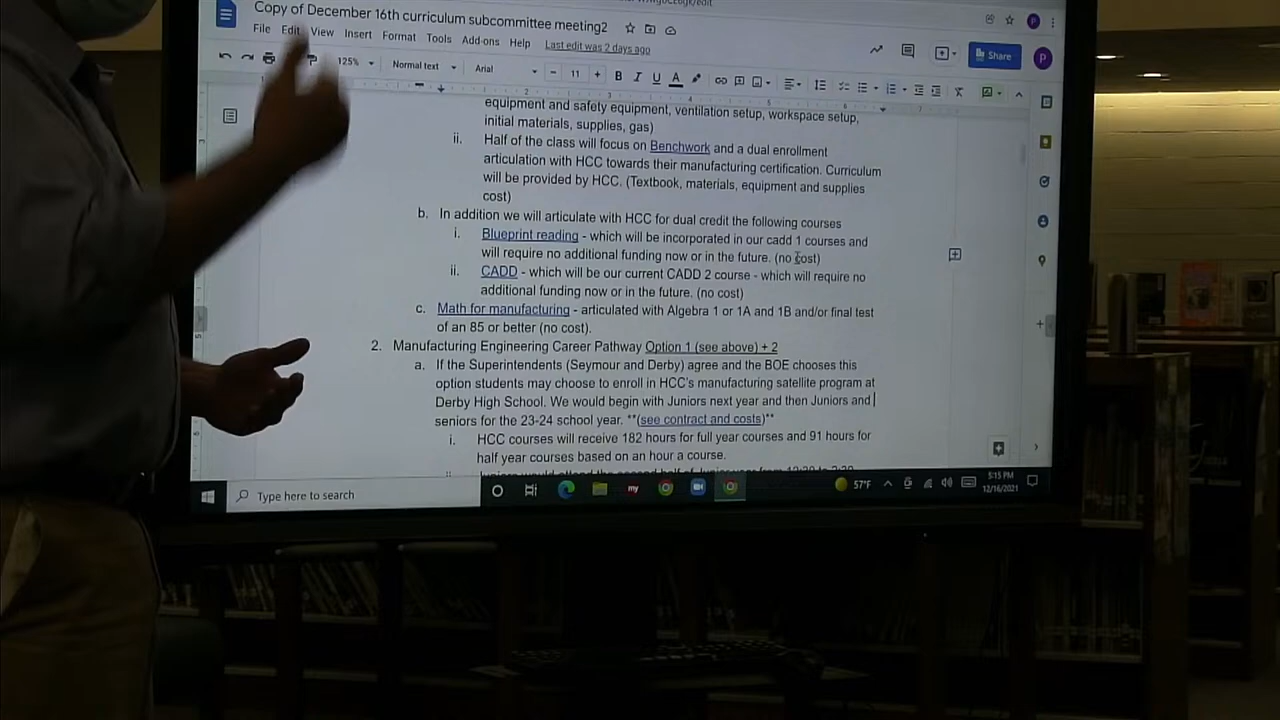 Copy of December 16th curriculum subcommittee meeting2
File Edit View Insert Format Tools Add-ons Help Last edit was 2 days ago
Share P
125% Normal text Arial 11 B I U A
equipment and safety equipment, ventilation setup, workspace setup,
initial materials, supplies, gas)
ii. Half of the class will focus on Benchwork and a dual enrollment
articulation with HCC towards their manufacturing certification. Curriculum
will be provided by HCC. (Textbook, materials, equipment and supplies
cost)
b. In addition we will articulate with HCC for dual credit the following courses
i. Blueprint reading - which will be incorporated in our cadd 1 courses and
will require no additional funding now or in the future. (no cost)
ii. CADD - which will be our current CADD 2 course - which will require no
additional funding now or in the future. (no cost)
c. Math for manufacturing - articulated with Algebra 1 or 1A and 1B and/or final test
of an 85 or better (no cost).
2. Manufacturing Engineering Career Pathway Option 1 (see above) + 2
a. If the Superintendents (Seymour and Derby) agree and the BOE chooses this
option students may choose to enroll in HCC's manufacturing satellite program at
Derby High School. We would begin with Juniors next year and then Juniors and
seniors for the 23-24 school year. **(see contract and costs)**
i. HCC courses will receive 182 hours for full year courses and 91 hours for
half year courses based on an hour a course.
Type here to search
my
57°F
5:15 PM
12/16/2021